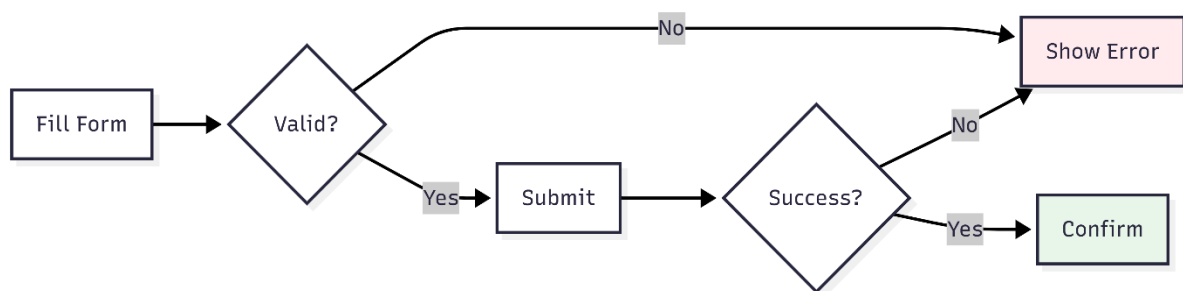 Fill Form
Valid?
No
Yes
Submit
Success?
No
Show Error
Yes
Confirm